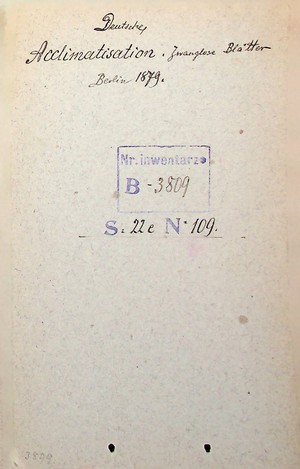 Deutsche,
Acclimatisation. Zwanglose Blätter
Berlin 1879.
Nr. inwentarza
B - 3809
S: 22e N· 109.
3809